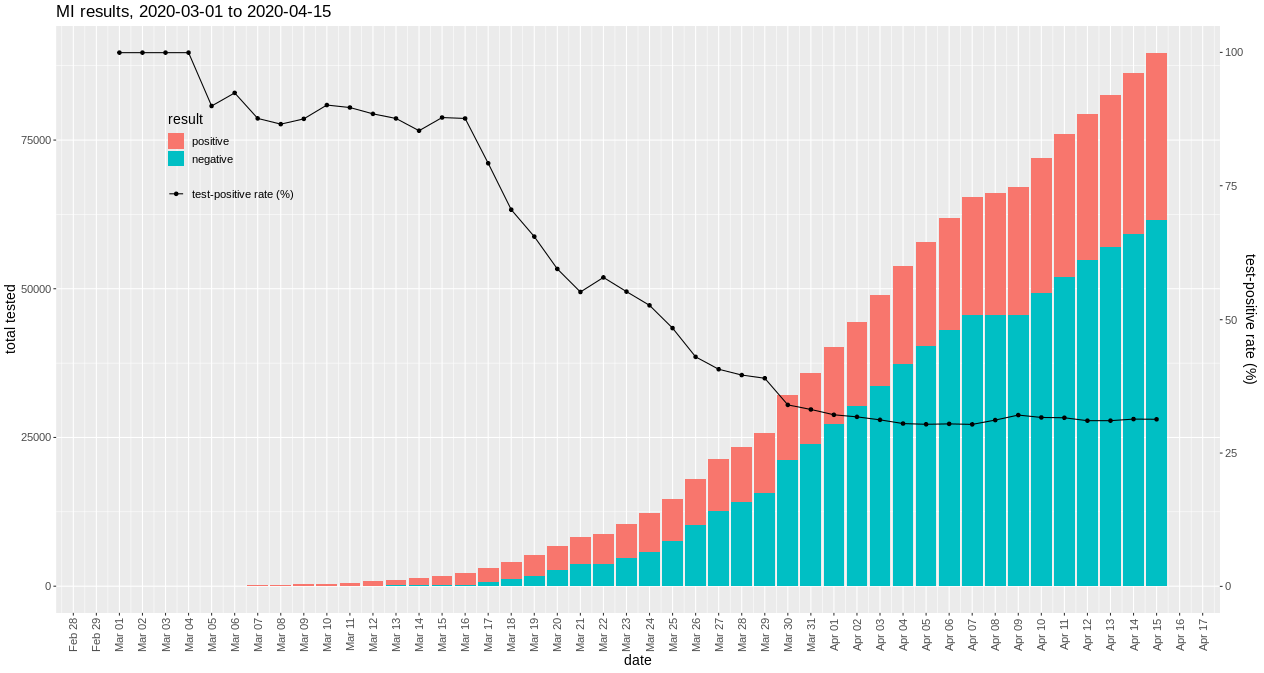 MI results, 2020-03-01 to 2020-04-15
result
positive
negative
test-positive rate (%)
total tested
75000
50000
25000
0
100
75
50
25
0
test-positive rate (%)
Feb 28
Feb 29
Mar 01
Mar 02
Mar 03
Mar 04
Mar 05
Mar 06
Mar 07
Mar 08
Mar 09
Mar 10
Mar 11
Mar 12
Mar 13
Mar 14
Mar 15
Mar 16
Mar 17
Mar 18
Mar 19
Mar 20
Mar 21
Mar 22
Mar 23
Mar 24
Mar 25
Mar 26
Mar 27
Mar 28
Mar 29
Mar 30
Mar 31
Apr 01
Apr 02
Apr 03
Apr 04
Apr 05
Apr 06
Apr 07
Apr 08
Apr 09
Apr 10
Apr 11
Apr 12
Apr 13
Apr 14
Apr 15
Apr 16
Apr 17
date